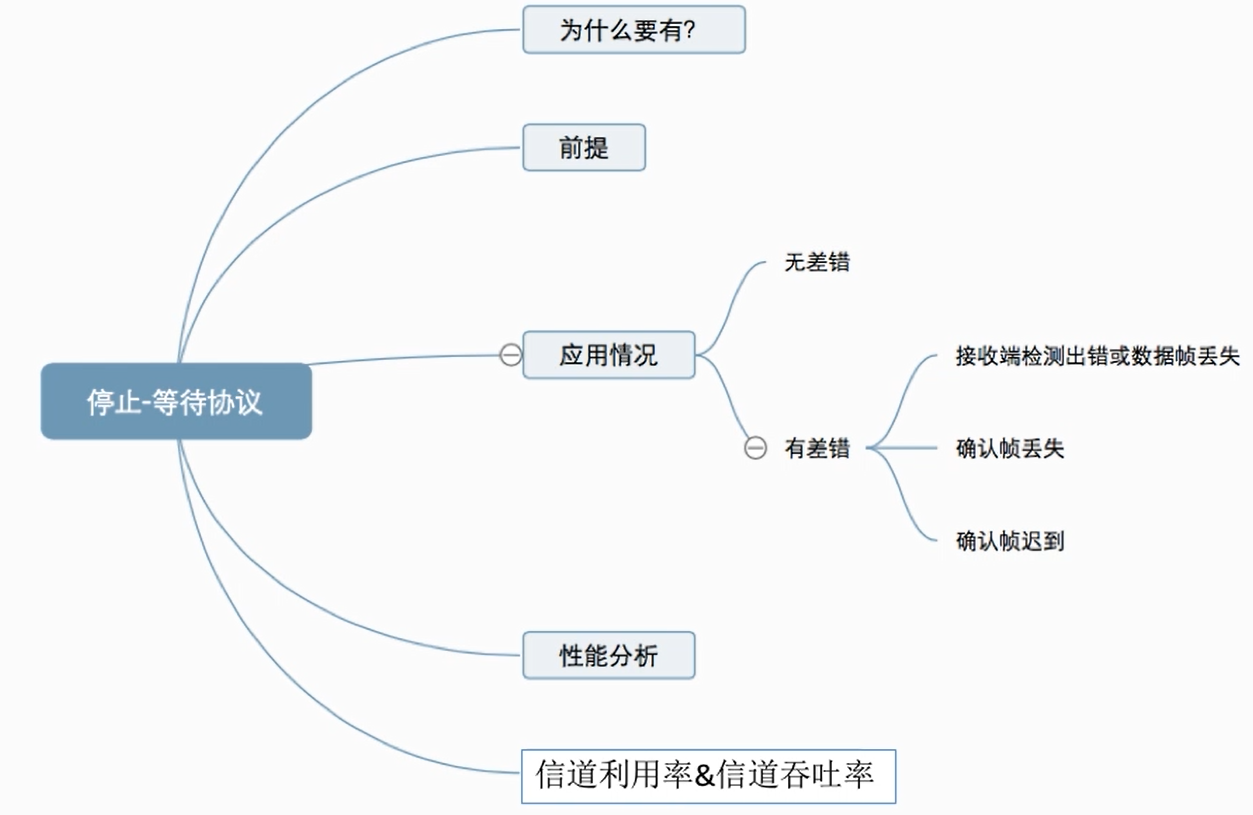 停止-等待协议
为什么要有?
前提
应用情况
无差错
有差错
接收端检测出错或数据帧丢失
确认帧丢失
确认帧迟到
性能分析
信道利用率&信道吞吐率